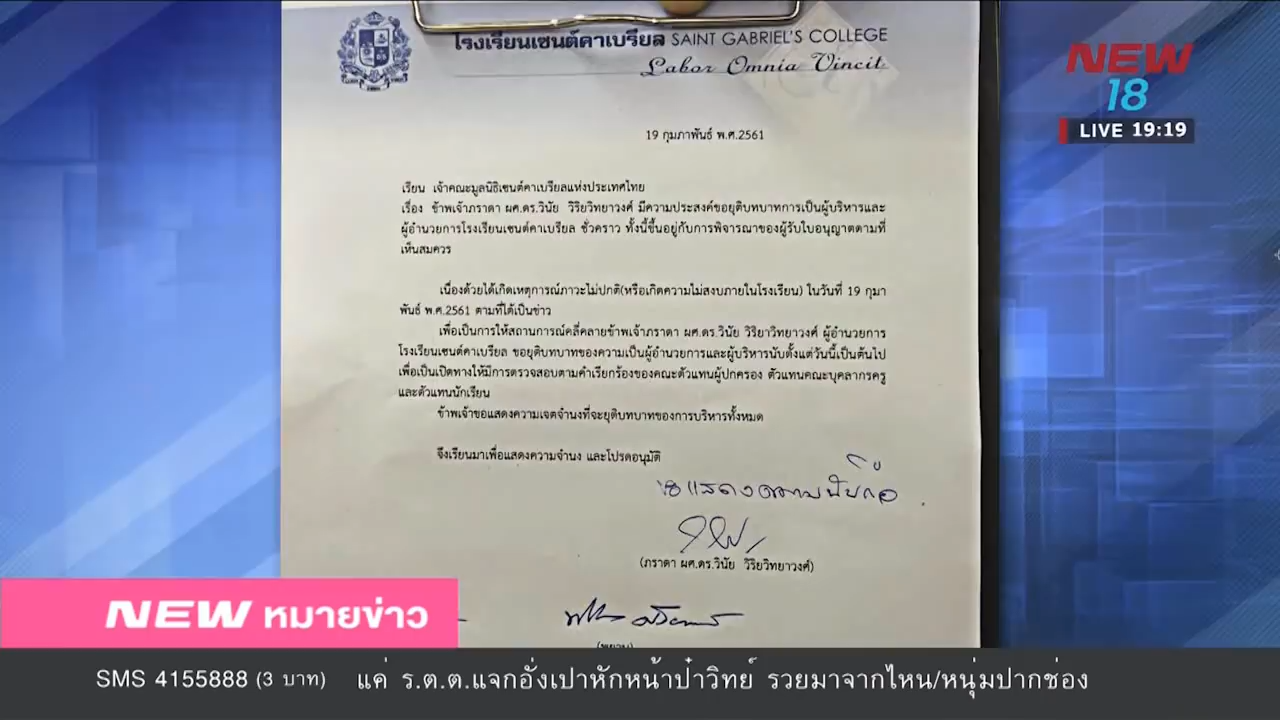 โรงเรียนเซนต์คาเบรียล SAINT GABRIEL'S COLLEGE
Labor Omnia Vincit
NEW
18
LIVE 19:19
19 กุมภาพันธ์ พ.ศ.2561
เรียน เจ้าคณะมูลนิธิเซนต์คาเบรียลแห่งประเทศไทย
เรื่อง ข้าพเจ้าภราดา ผศ.ดร.วินัย วิริยวิทยาวงศ์ มีความประสงค์ขอยุติบทบาทการเป็นผู้บริหารและ
ผู้อำนวยการโรงเรียนเซนต์คาเบรียล ชั่วคราว ทั้งนี้ขึ้นอยู่กับการพิจารณาของผู้รับใบอนุญาตตามที่
เห็นสมควร
เนื่องด้วยได้เกิดเหตุการณ์ภาวะไม่ปกติ(หรือเกิดความไม่สงบภายในโรงเรียน) ในวันที่ 19 กุมา
พันธ์ พ.ศ.2561 ตามที่ได้เป็นข่าว
เพื่อเป็นการให้สถานการณ์คลี่คลายข้าพเจ้าภราดา ผศ.ดร.วินัย วิริยาวิทยาวงศ์ ผู้อำนวยการ
โรงเรียนเซนต์คาเบรียล ขอยุติบทบาทของความเป็นผู้อำนวยการและผู้บริหารนับตั้งแต่วันนี้เป็นต้นไป
เพื่อเป็นเปิดทางให้มีการตรวจสอบตามคำเรียกร้องของคณะตัวแทนผู้ปกครอง ตัวแทนคณะบุคลากรครู
และตัวแทนนักเรียน
ข้าพเจ้าขอแสดงความเจตจำนงที่จะยุติบทบาทของการบริหารทั้งหมด
จึงเรียนมาเพื่อแสดงความจำนง และโปรดอนุมัติ
ขอแสดงความนับถือ
(ภราดา ผศ.ดร.วินัย วิริยวิทยาวงศ์)
NEW หมายข่าว
SMS 4155888 (3 บาท) แค่ ร.ต.ต.แจกอั่งเปาหักหน้าป๋าวิทย์ รวยมาจากไหน/หนุ่มปากช่อง